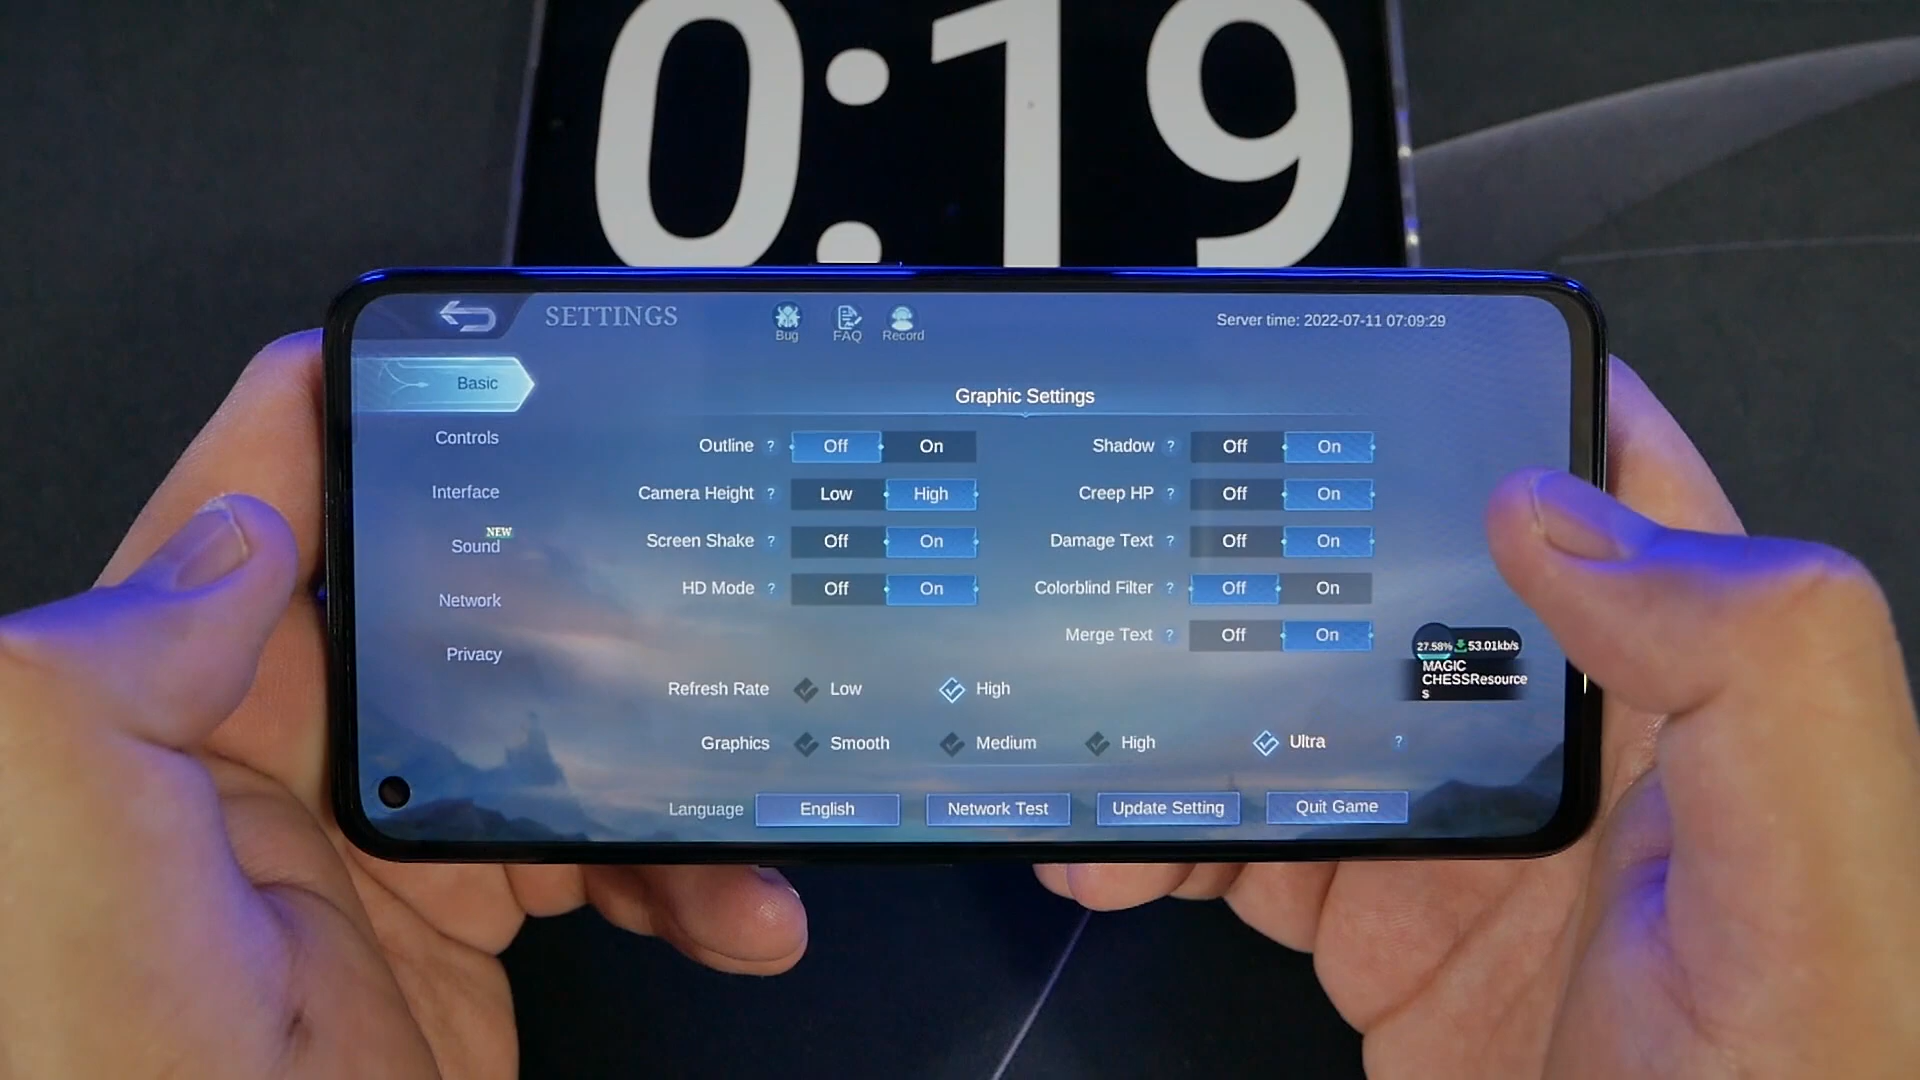 0:19
SETTINGS
Bug
FAQ
Record
Server time: 2022-07-11 07:09:29
Basic
Controls
Interface
NEW
Sound
Network
Privacy
Graphic Settings
Outline ? Off On
Shadow ? Off On
Camera Height ? Low High
Creep HP ? Off On
Screen Shake ? Off On
Damage Text ? Off On
HD Mode ? Off On
Colorblind Filter ? Off On
Merge Text ? Off On
Refresh Rate Low High
Graphics Smooth Medium High Ultra ?
Language English Network Test Update Setting Quit Game
27.58% 53.01kb/s
MAGIC
CHESSResource
s